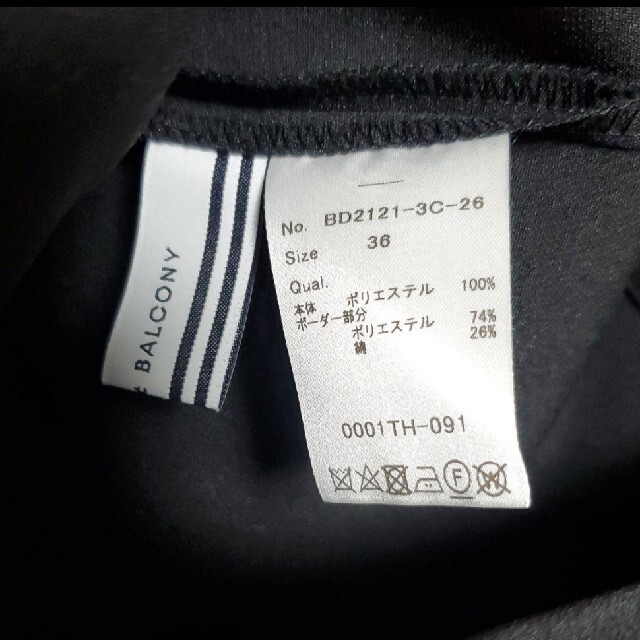 BALCONY
No. BD2121-3C-26
Size 36
Qual.
本体 ポリエステル 100%
ボーダー部分
ポリエステル 74%
綿 26%
0001TH-091
F
W